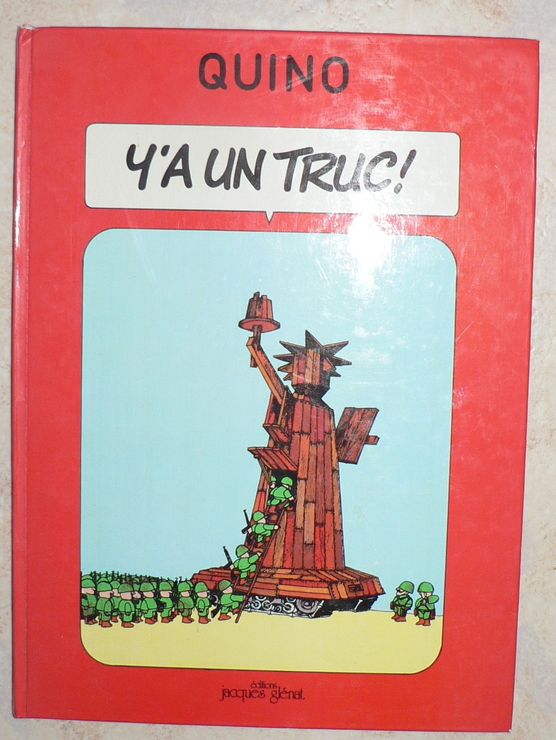 QUINO
Y'A UN TRUC!
éditions
jacques glénat